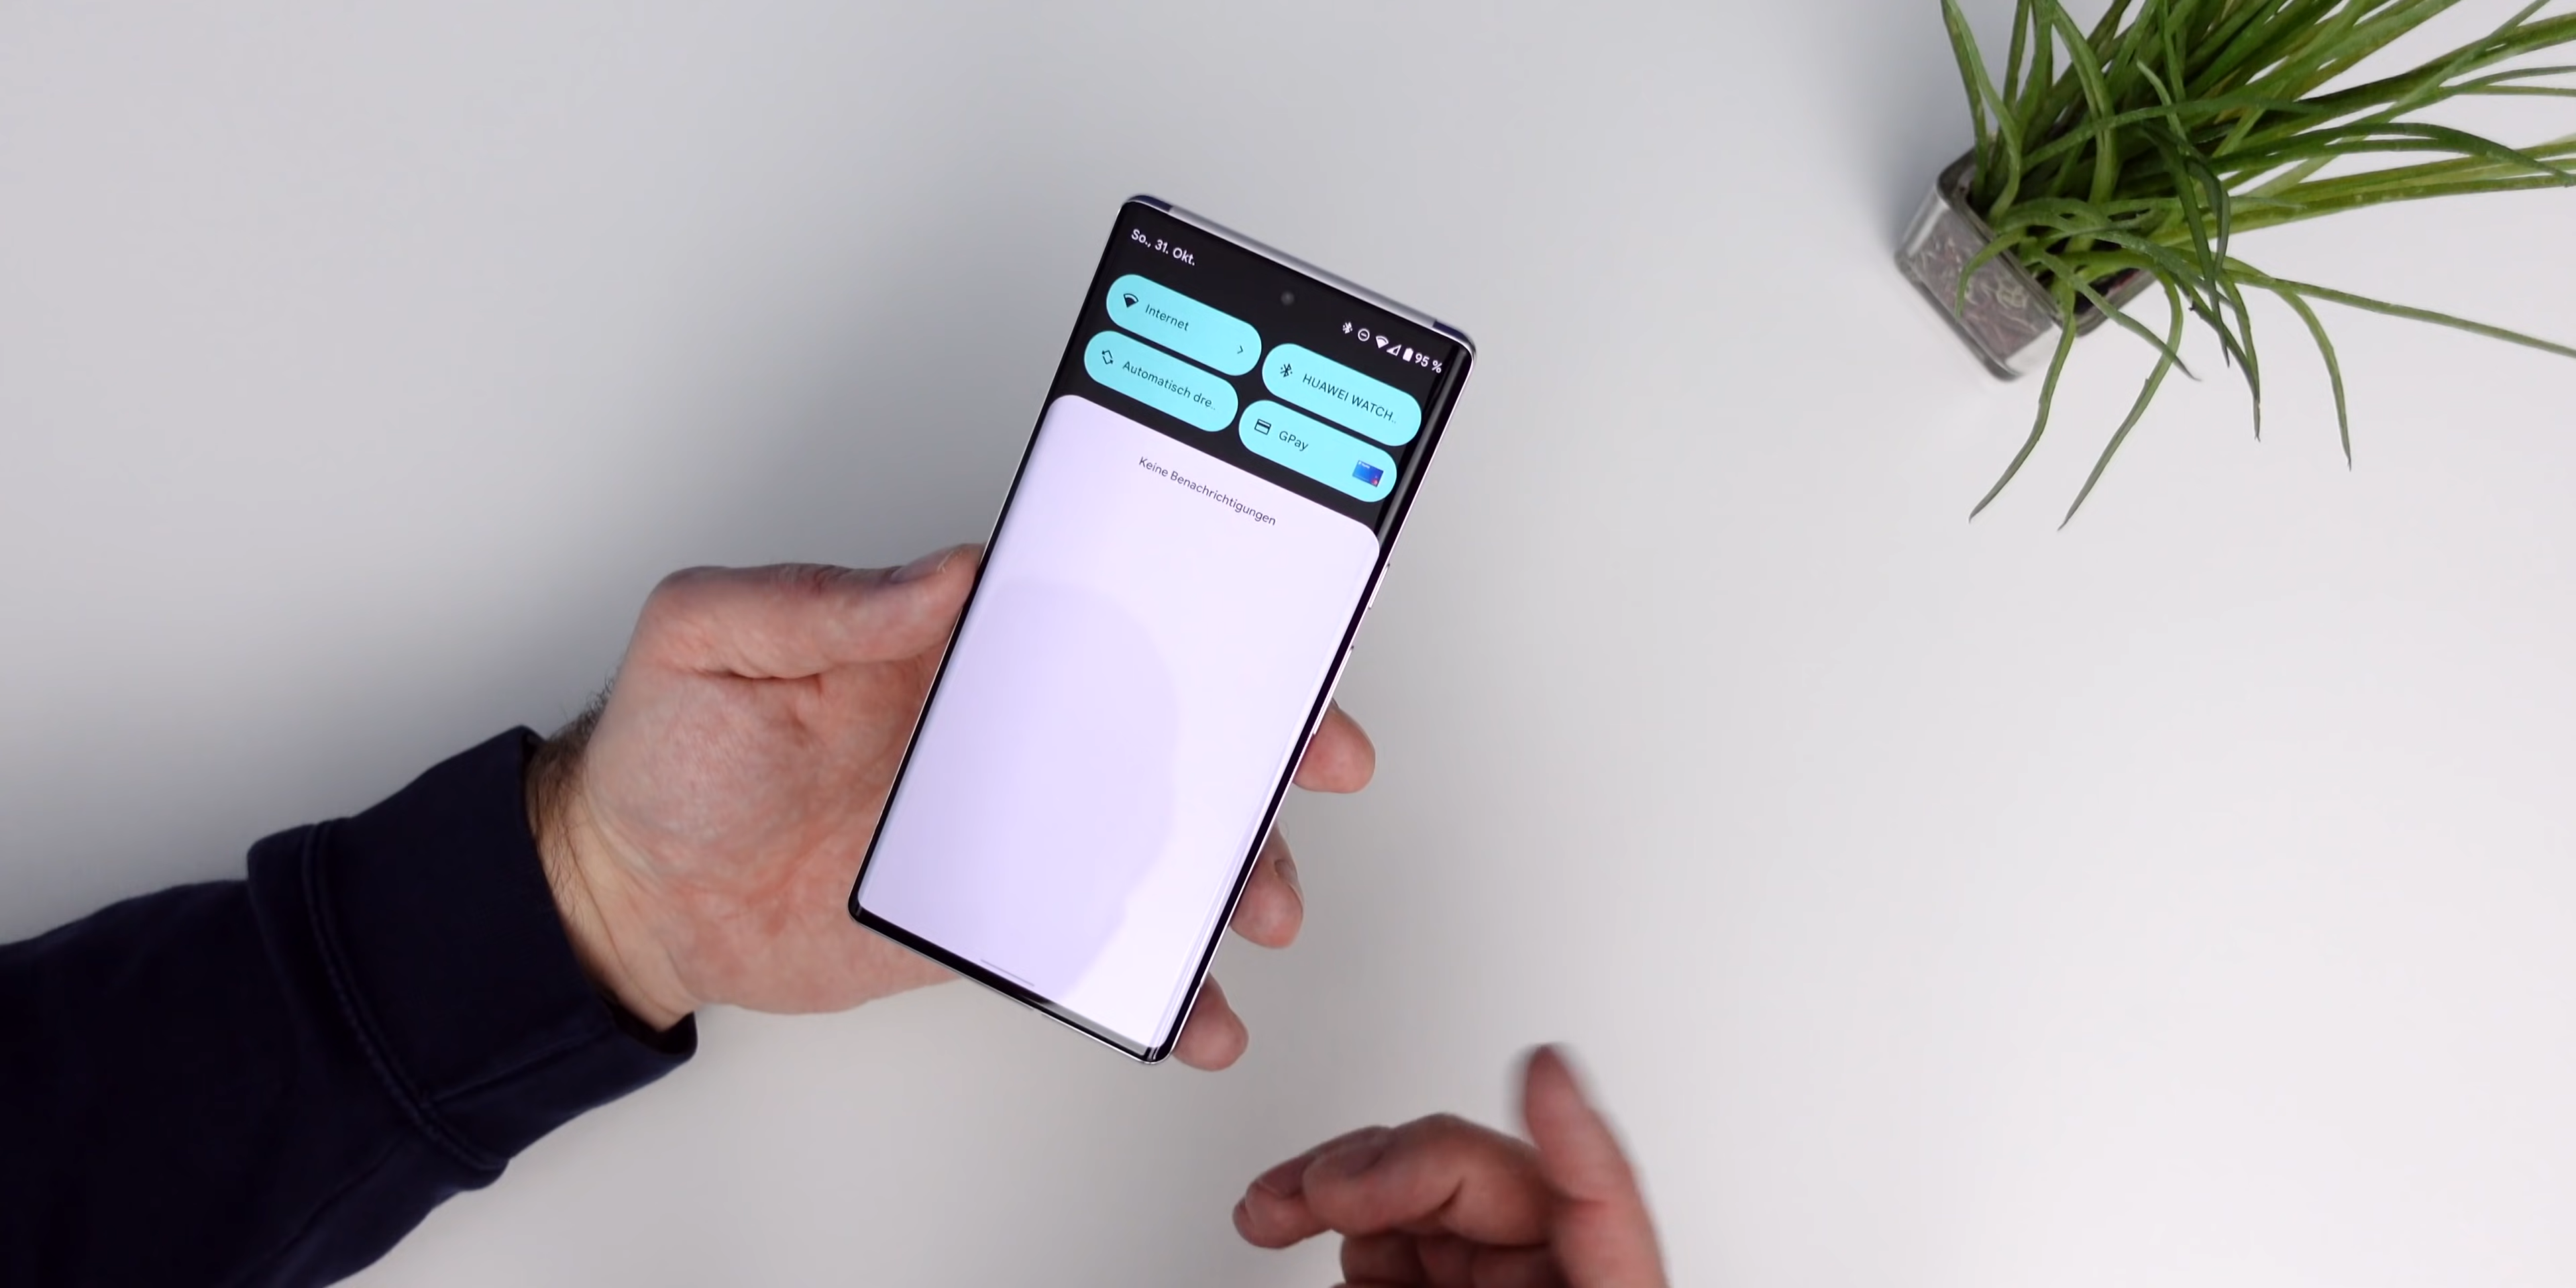 So., 31. Okt.
95 %
Internet
HUAWEI WATCH..
Automatisch dre..
GPay
Keine Benachrichtigungen